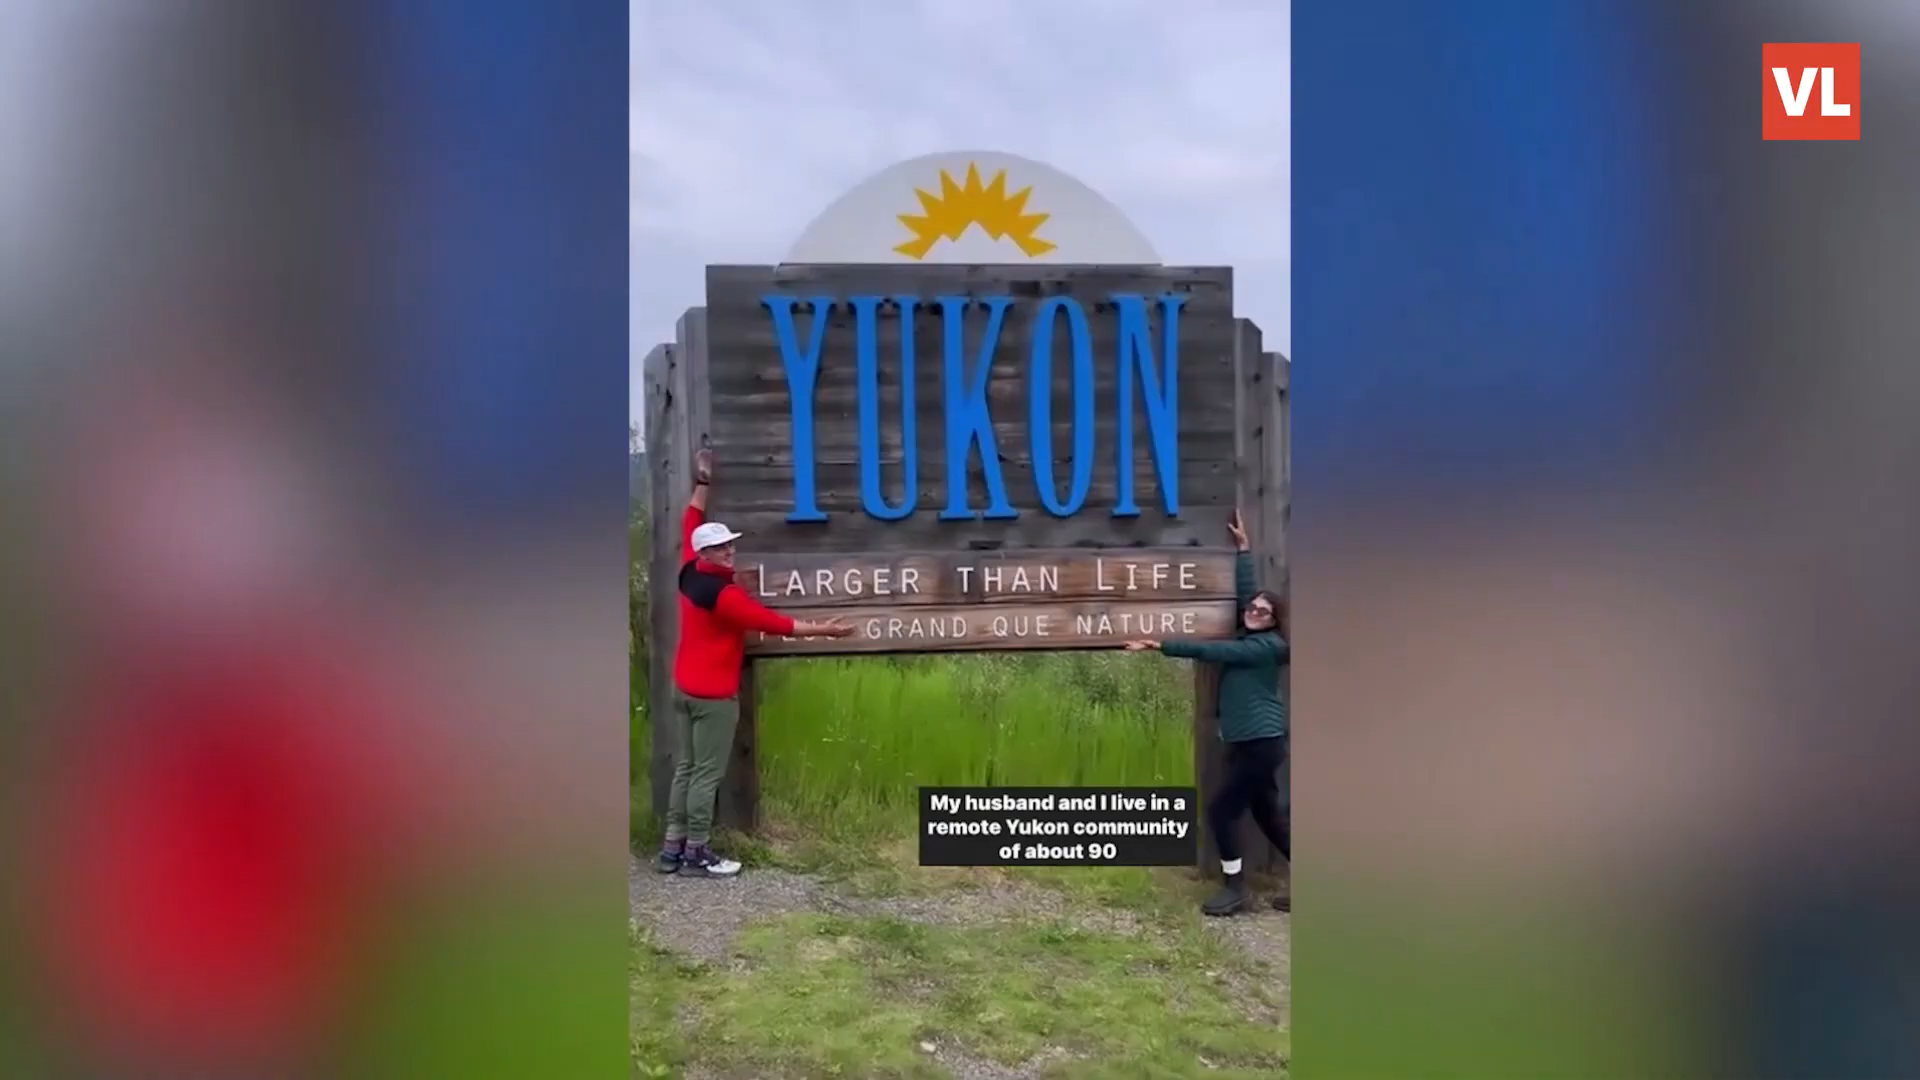 VL
YUKON
LARGER THAN LIFE
GRAND QUE NATURE
My husband and I live in a
remote Yukon community
of about 90